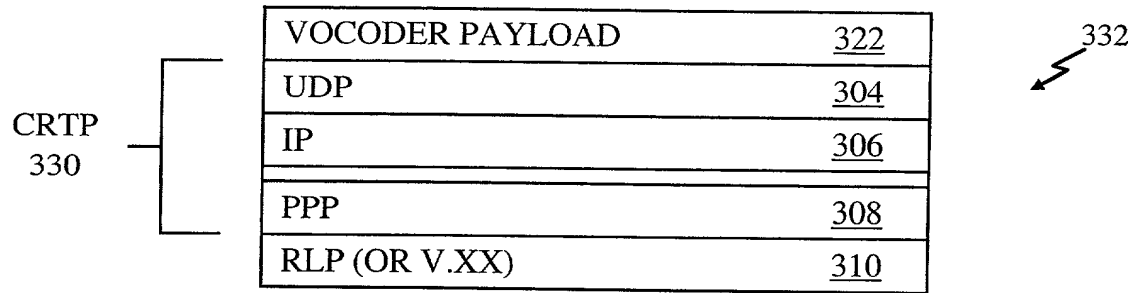 VOCODER PAYLOAD 322
332
UDP 304
CRTP
330
IP 306
PPP 308
RLP (OR V.XX) 310